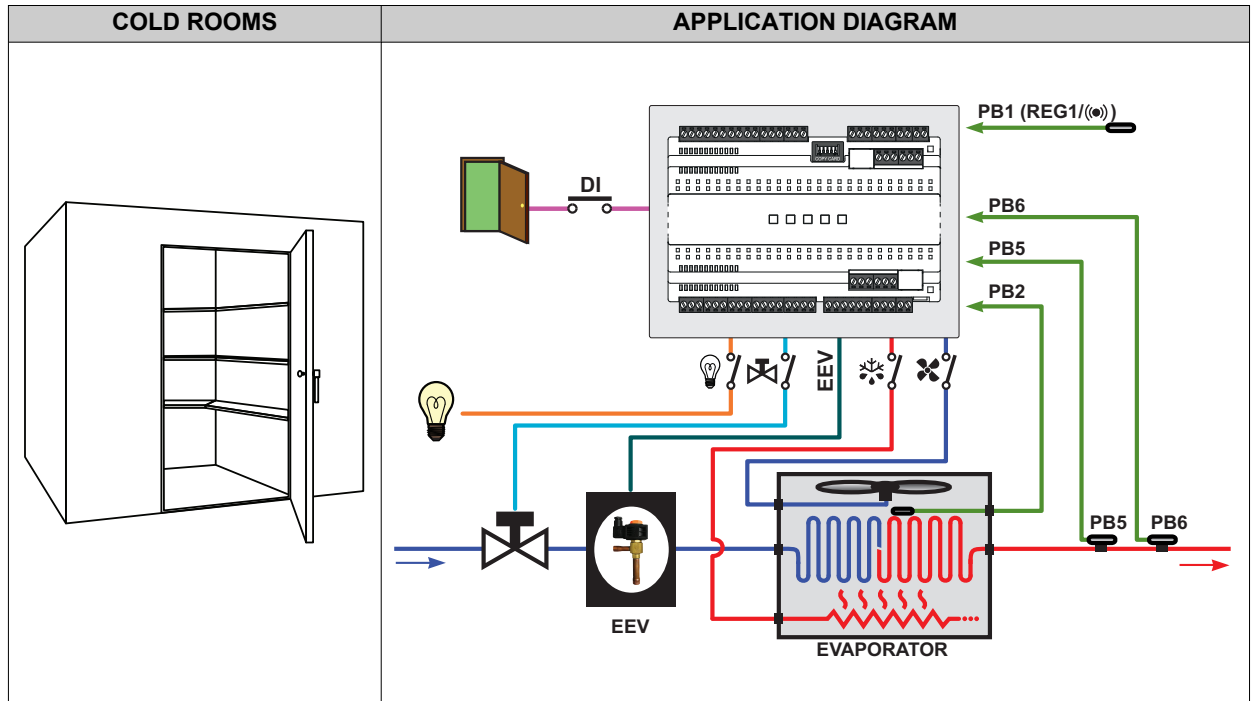 COLD ROOMS
APPLICATION DIAGRAM
PB1 (REG1/ )
COPY CARD
DI
PB6
PB5
PB2
EEV
PB5
PB6
EEV
EVAPORATOR